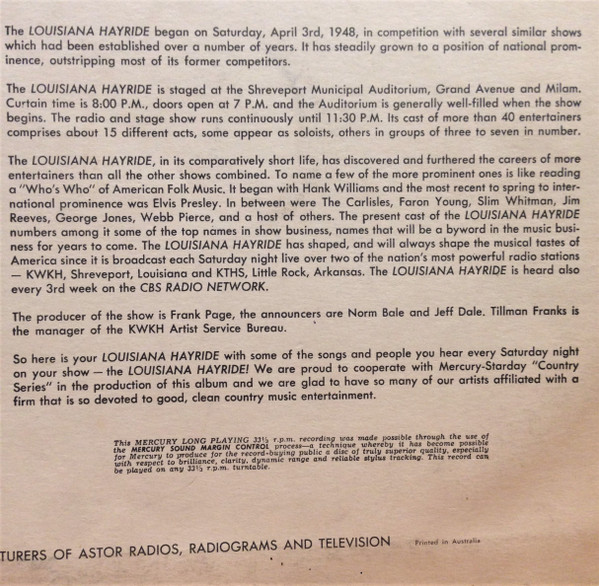 The LOUISIANA HAYRIDE began on Saturday, April 3rd, 1948, in competition with several similar shows
which had been established over a number of years. It has steadily grown to a position of national prom-
inence, outstripping most of its former competitors.
The LOUISIANA HAYRIDE is staged at the Shreveport Municipal Auditorium, Grand Avenue and Milam.
Curtain time is 8:00 P.M., doors open at 7 P.M. and the Auditorium is generally well-filled when the show
begins. The radio and stage show runs continuously until 11:30 P.M. Its cast of more than 40 entertainers
comprises about 15 different acts, some appear as soloists, others in groups of three to seven in number.
The LOUISIANA HAYRIDE, in its comparatively short life, has discovered and furthered the careers of more
entertainers than all the other shows combined. To name a few of the more prominent ones is like reading
a "Who's Who" of American Folk Music. It began with Hank Williams and the most recent to spring to inter-
national prominence was Elvis Presley. In between were The Carlisles, Faron Young, Slim Whitman, Jim
Reeves, George Jones, Webb Pierce, and a host of others. The present cast of the LOUISIANA HAYRIDE
numbers among it some of the top names in show business, names that will be a byword in the music busi-
ness for years to come. The LOUISIANA HAYRIDE has shaped, and will always shape the musical tastes of
America since it is broadcast each Saturday night live over two of the nation's most powerful radio stations
— KWKH, Shreveport, Louisiana and KTHS, Little Rock, Arkansas. The LOUISIANA HAYRIDE is heard also
every 3rd week on the CBS RADIO NETWORK.
The producer of the show is Frank Page, the announcers are Norm Bale and Jeff Dale. Tillman Franks is
the manager of the KWKH Artist Service Bureau.
So here is your LOUISIANA HAYRIDE with some of the songs and people you hear every Saturday night
on your show — the LOUISIANA HAYRIDE! We are proud to cooperate with Mercury-Starday "Country
Series" in the production of this album and we are glad to have so many of our artists affiliated with a
firm that is so devoted to good, clean country music entertainment.
This MERCURY LONG PLAYING 33⅓ r.p.m. recording was made possible through the use of
the MERCURY SOUND MARGIN CONTROL process—a technique whereby it has become possible
for Mercury to produce for the record-buying public a disc of truly superior quality, especially
with respect to brilliance, clarity, dynamic range and reliable stylus tracking. This record can
be played on any 33⅓ r.p.m. turntable.
TURERS OF ASTOR RADIOS, RADIOGRAMS AND TELEVISION
Printed in Australia